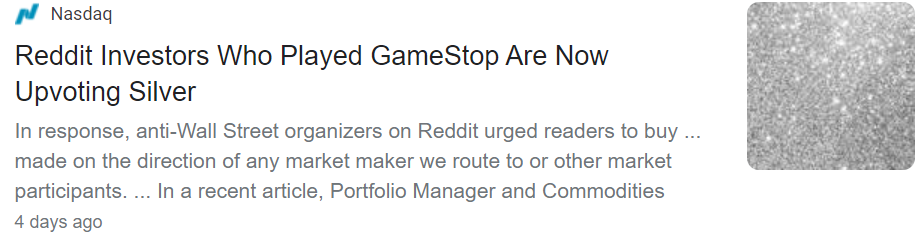 Nasdaq
Reddit Investors Who Played GameStop Are Now
Upvoting Silver
In response, anti-Wall Street organizers on Reddit urged readers to buy ...
made on the direction of any market maker we route to or other market
participants. ... In a recent article, Portfolio Manager and Commodities
4 days ago